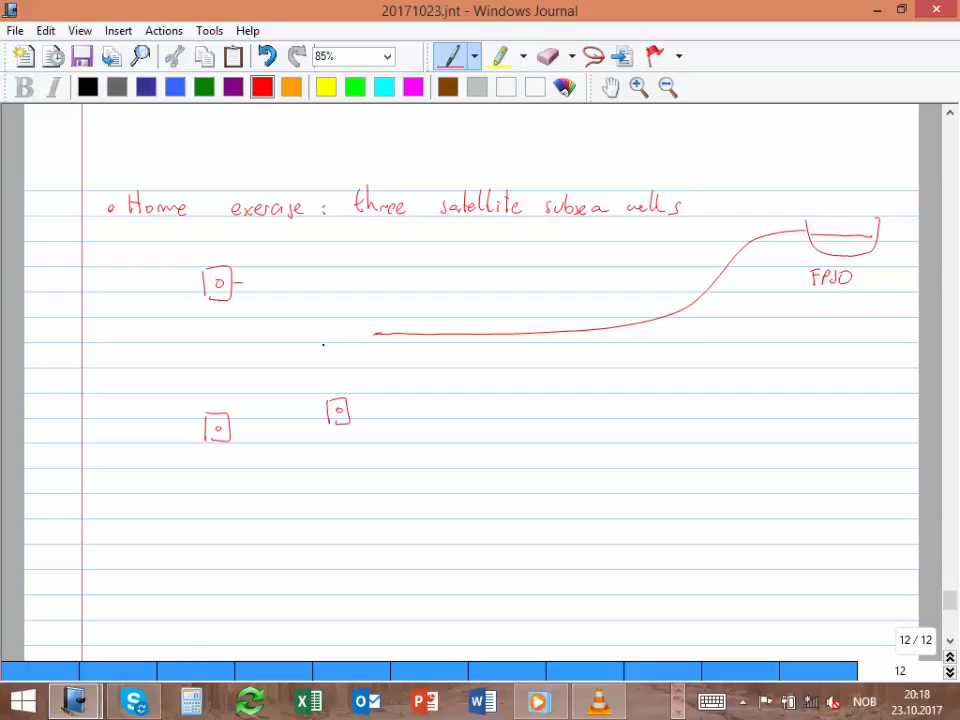 20171023.jnt - Windows Journal
File Edit View Insert Actions Tools Help
85%
B I
• Home exercise: three satellite subsea wells
FPSO
12 / 12
12
NOB
20:18
23.10.2017